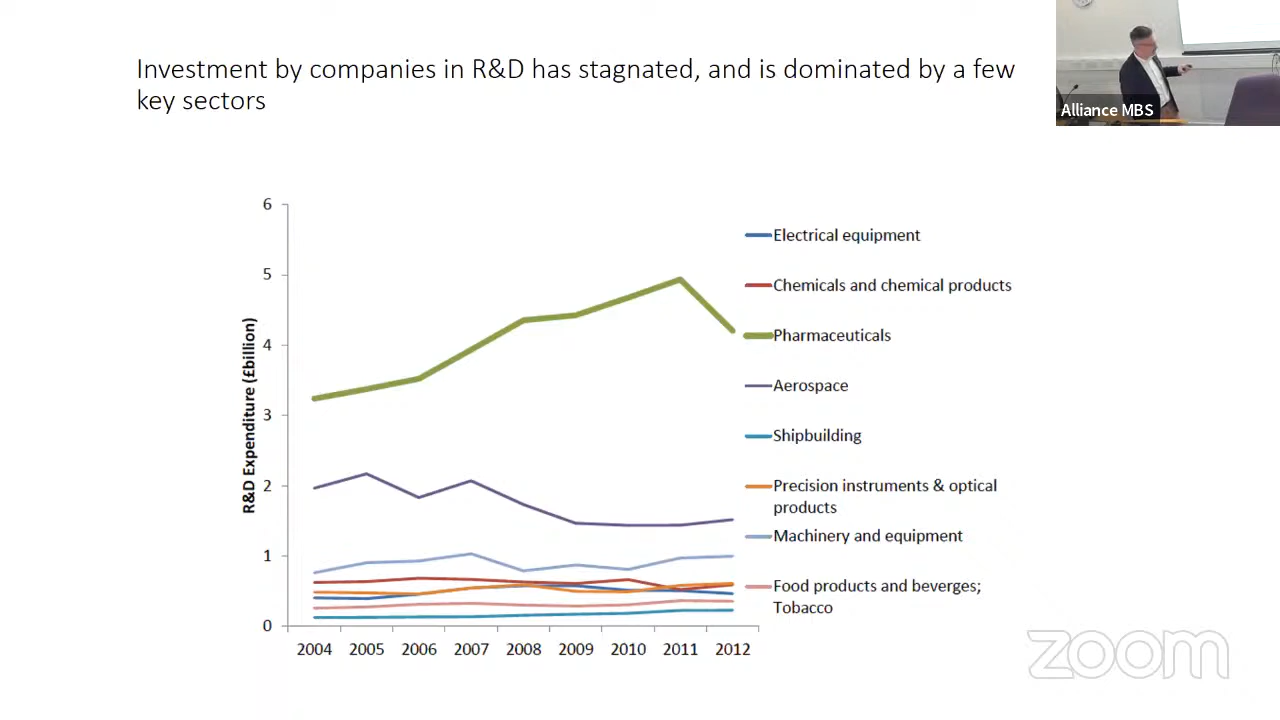 Investment by companies in R&D has stagnated, and is dominated by a few
key sectors
Alliance MBS
6
5
4
3
2
1
0
R&D Expenditure (£billion)
2004 2005 2006 2007 2008 2009 2010 2011 2012
Electrical equipment
Chemicals and chemical products
Pharmaceuticals
Aerospace
Shipbuilding
Precision instruments & optical
products
Machinery and equipment
Food products and beverges;
Tobacco
zoom